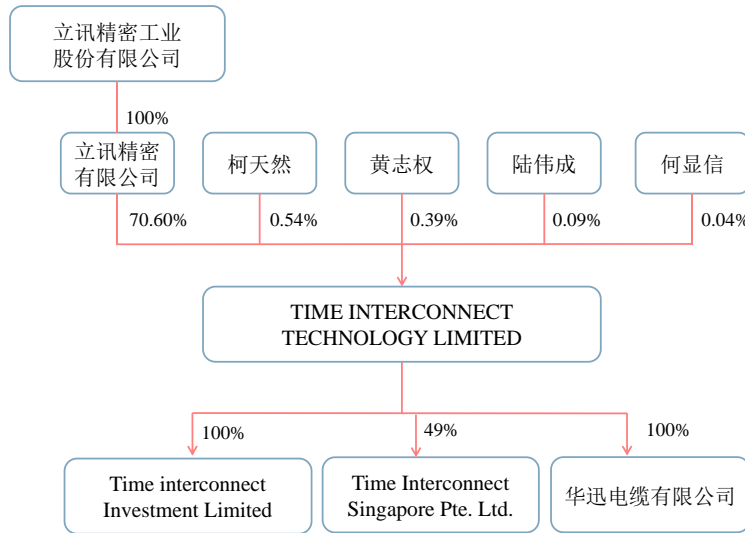 立讯精密工业
股份有限公司
100%
立讯精密
有限公司
柯天然
黄志权
陆伟成
何显信
70.60%
0.54%
0.39%
0.09%
0.04%
TIME INTERCONNECT
TECHNOLOGY LIMITED
100%
49%
100%
Time interconnect
Investment Limited
Time Interconnect
Singapore Pte. Ltd.
华迅电缆有限公司